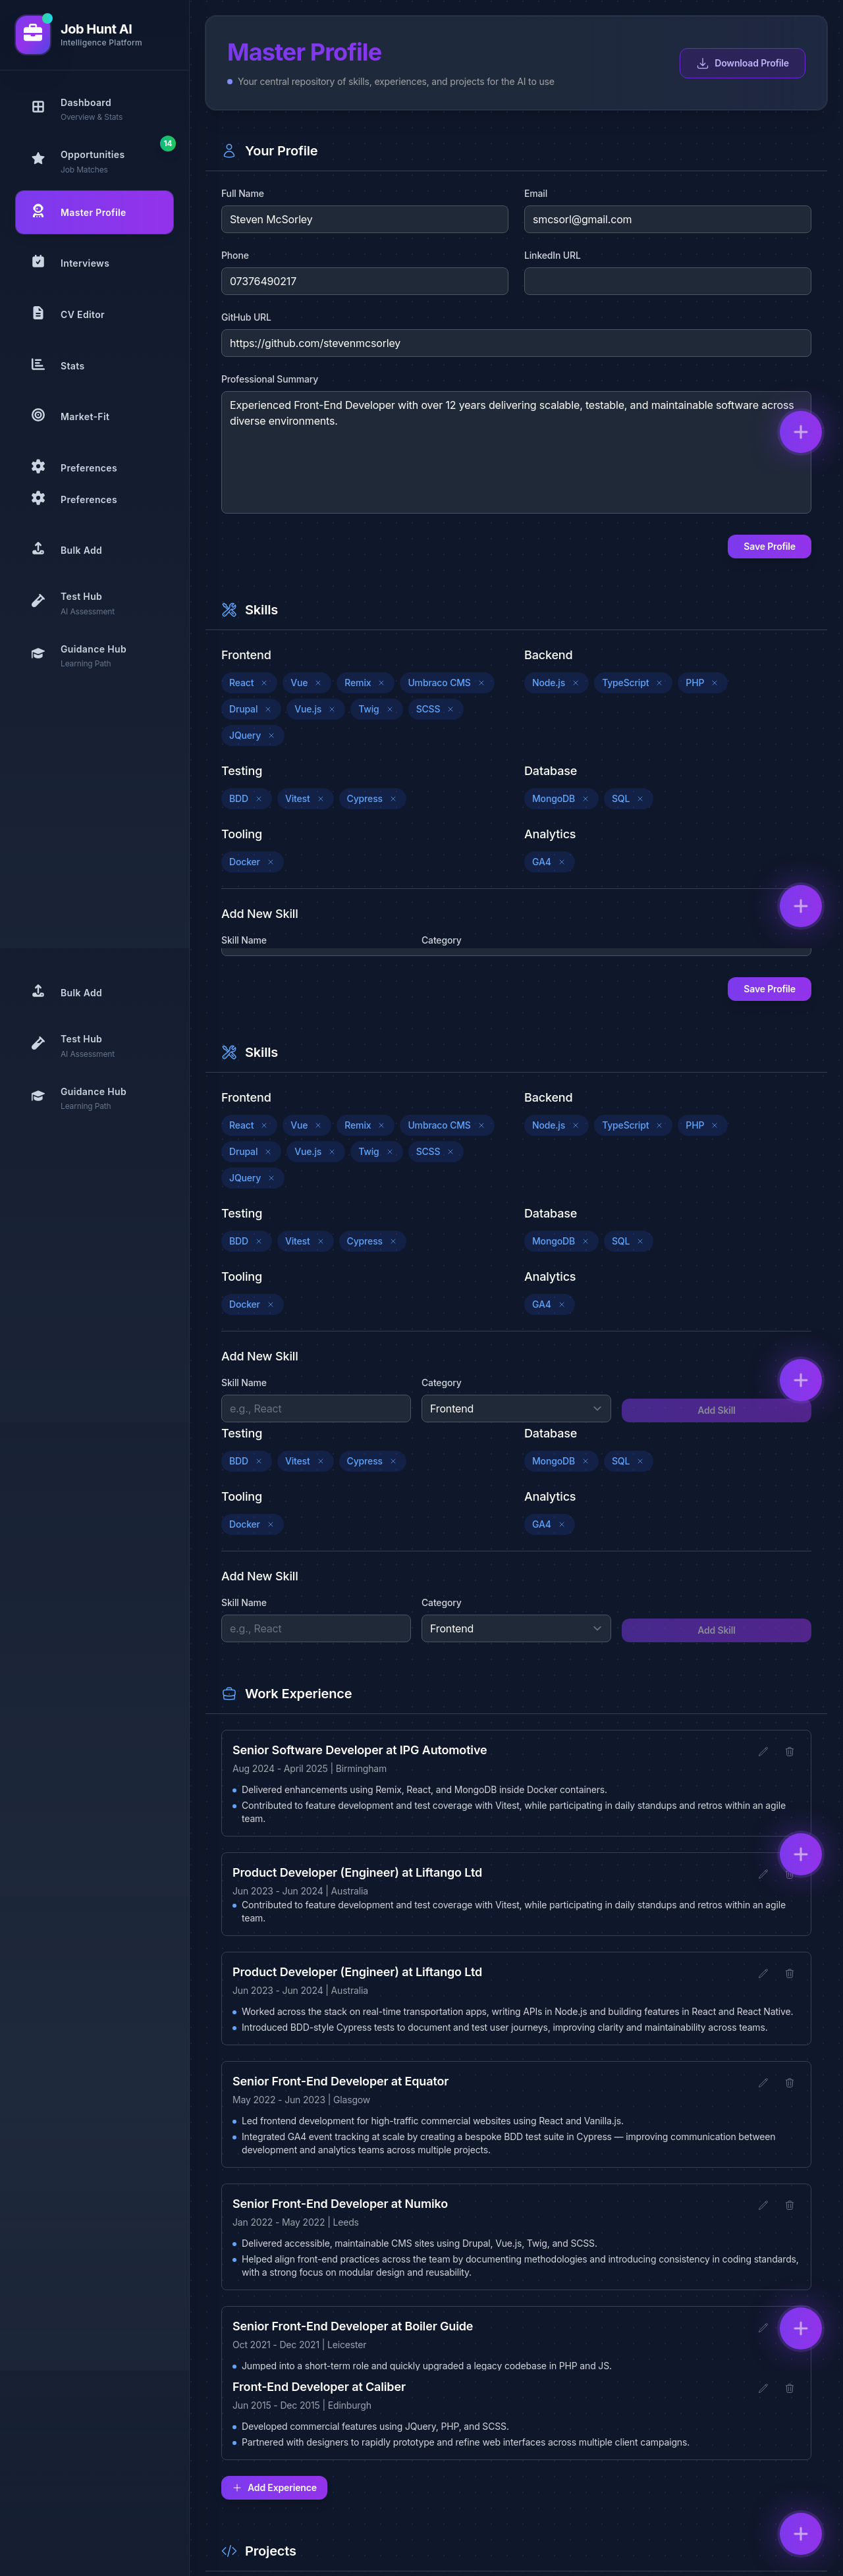 Job Hunt AI
Intelligence Platform
Dashboard
Overview & Stats
14
Opportunities
Job Matches
Master Profile
Interviews
CV Editor
Stats
Market-Fit
Preferences
Preferences
Bulk Add
Test Hub
AI Assessment
Guidance Hub
Learning Path
Bulk Add
Test Hub
AI Assessment
Guidance Hub
Learning Path
Master Profile
Your central repository of skills, experiences, and projects for the AI to use
Download Profile
Your Profile
Full Name
Steven McSorley
Email
smcsorl@gmail.com
Phone
07376490217
LinkedIn URL
GitHub URL
https://github.com/stevenmcsorley
Professional Summary
Experienced Front-End Developer with over 12 years delivering scalable, testable, and maintainable software across
diverse environments.
Save Profile
Skills
Frontend
React × Vue × Remix × Umbraco CMS ×
Drupal × Vue.js × Twig × SCSS ×
JQuery ×
Backend
Node.js × TypeScript × PHP ×
Testing
BDD × Vitest × Cypress ×
Database
MongoDB × SQL ×
Tooling
Docker ×
Analytics
GA4 ×
Add New Skill
Skill Name
Category
Save Profile
Skills
Frontend
React × Vue × Remix × Umbraco CMS ×
Drupal × Vue.js × Twig × SCSS ×
JQuery ×
Backend
Node.js × TypeScript × PHP ×
Testing
BDD × Vitest × Cypress ×
Database
MongoDB × SQL ×
Tooling
Docker ×
Analytics
GA4 ×
Add New Skill
Skill Name
e.g., React
Category
Frontend
Add Skill
Testing
BDD × Vitest × Cypress ×
Database
MongoDB × SQL ×
Tooling
Docker ×
Analytics
GA4 ×
Add New Skill
Skill Name
e.g., React
Category
Frontend
Add Skill
Work Experience
Senior Software Developer at IPG Automotive
Aug 2024 - April 2025 | Birmingham
Delivered enhancements using Remix, React, and MongoDB inside Docker containers.
Contributed to feature development and test coverage with Vitest, while participating in daily standups and retros within an agile
team.
Product Developer (Engineer) at Liftango Ltd
Jun 2023 - Jun 2024 | Australia
Contributed to feature development and test coverage with Vitest, while participating in daily standups and retros within an agile
team.
Product Developer (Engineer) at Liftango Ltd
Jun 2023 - Jun 2024 | Australia
Worked across the stack on real-time transportation apps, writing APIs in Node.js and building features in React and React Native.
Introduced BDD-style Cypress tests to document and test user journeys, improving clarity and maintainability across teams.
Senior Front-End Developer at Equator
May 2022 - Jun 2023 | Glasgow
Led frontend development for high-traffic commercial websites using React and Vanilla.js.
Integrated GA4 event tracking at scale by creating a bespoke BDD test suite in Cypress — improving communication between
development and analytics teams across multiple projects.
Senior Front-End Developer at Numiko
Jan 2022 - May 2022 | Leeds
Delivered accessible, maintainable CMS sites using Drupal, Vue.js, Twig, and SCSS.
Helped align front-end practices across the team by documenting methodologies and introducing consistency in coding standards,
with a strong focus on modular design and reusability.
Senior Front-End Developer at Boiler Guide
Oct 2021 - Dec 2021 | Leicester
Jumped into a short-term role and quickly upgraded a legacy codebase in PHP and JS.
Front-End Developer at Caliber
Jun 2015 - Dec 2015 | Edinburgh
Developed commercial features using JQuery, PHP, and SCSS.
Partnered with designers to rapidly prototype and refine web interfaces across multiple client campaigns.
Add Experience
Projects